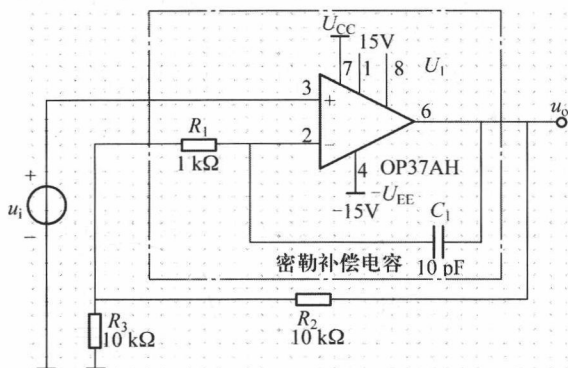 U_CC
15V
7
1
8
U_1
3
+
R_1
1 kΩ
2
−
6
u_o
4
OP37AH
−U_EE
−15V
+
u_i
−
C_1
10 pF
密勒补偿电容
R_3
10 kΩ
R_2
10 kΩ